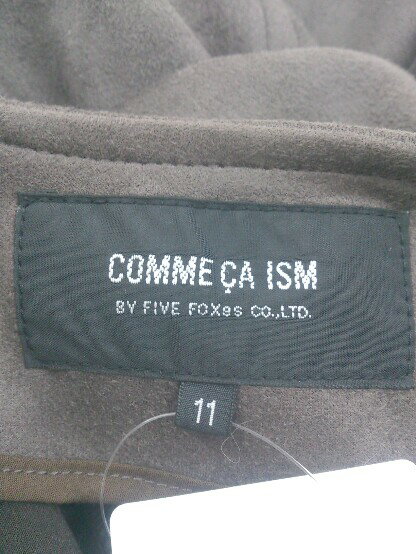 COMME ÇA ISM
BY FIVE FOXes CO.,LTD.
11